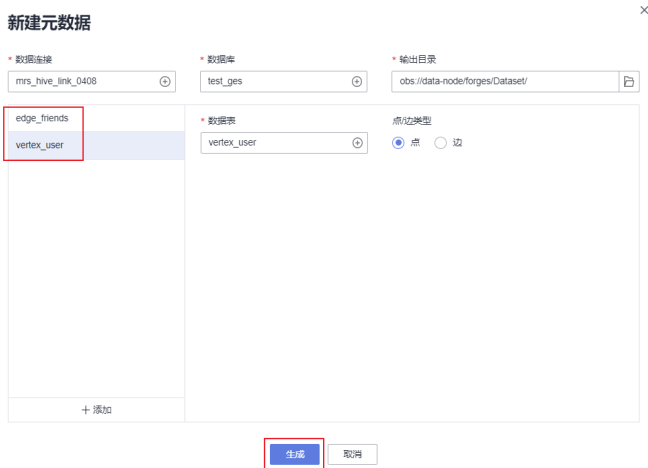 新建元数据
* 数据连接
* 数据库
* 输出目录
mrs_hive_link_0408
test_ges
obs://data-node/forges/Dataset/
edge_friends
vertex_user
* 数据表
点/边类型
vertex_user
点
边
添加
生成
取消